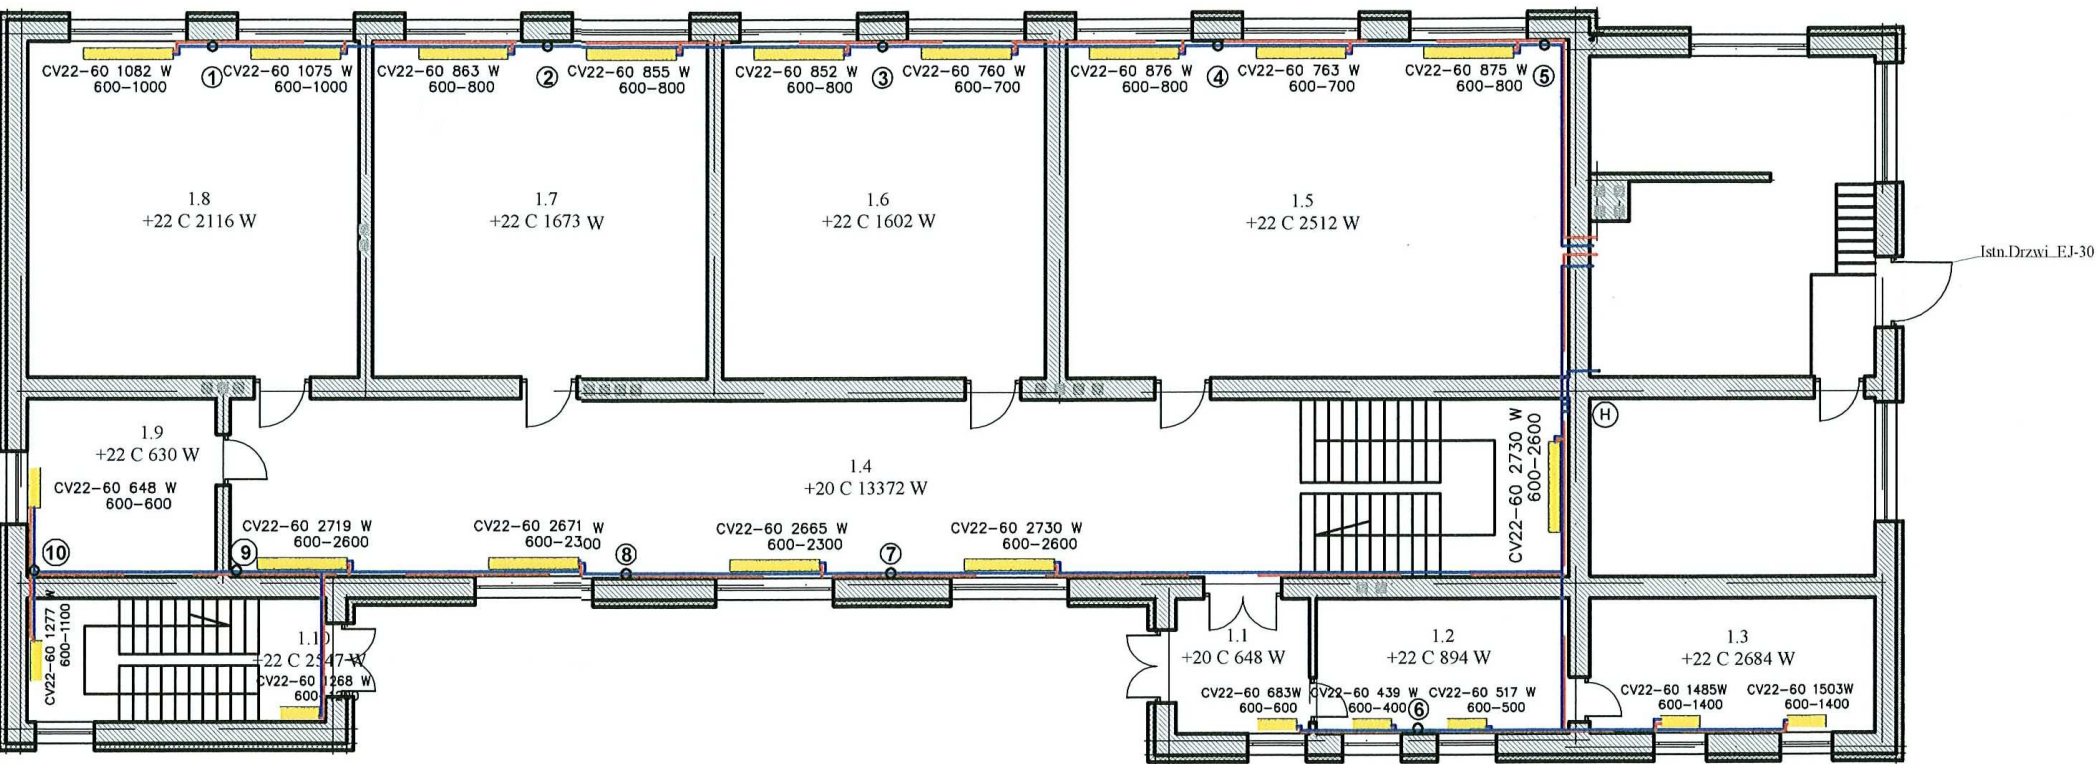 CV22-60 1082 W
600-1000
1
CV22-60 1075 W
600-1000
CV22-60 863 W
600-800
2
CV22-60 855 W
600-800
CV22-60 852 W
600-800
3
CV22-60 760 W
600-700
CV22-60 876 W
600-800
4
CV22-60 763 W
600-700
CV22-60 875 W
600-800
5
1.8
+22 C 2116 W
1.7
+22 C 1673 W
1.6
+22 C 1602 W
1.5
+22 C 2512 W
Istn.Drzwi EJ-30
H
1.9
+22 C 630 W
CV22-60 648 W
600-600
1.4
+20 C 13372 W
CV22-60 2730 W
600-2600
10
9
CV22-60 2719 W
600-2600
CV22-60 2671 W
600-2300
8
CV22-60 2665 W
600-2300
7
CV22-60 2730 W
600-2600
CV22-60 1277 W
600-1100
1.10
+22 C 2547 W
CV22-60 1268 W
1.1
+20 C 648 W
1.2
+22 C 894 W
1.3
+22 C 2684 W
CV22-60 683W
600-600
CV22-60 439 W
600-400
6
CV22-60 517 W
600-500
CV22-60 1485W
600-1400
CV22-60 1503W
600-1400